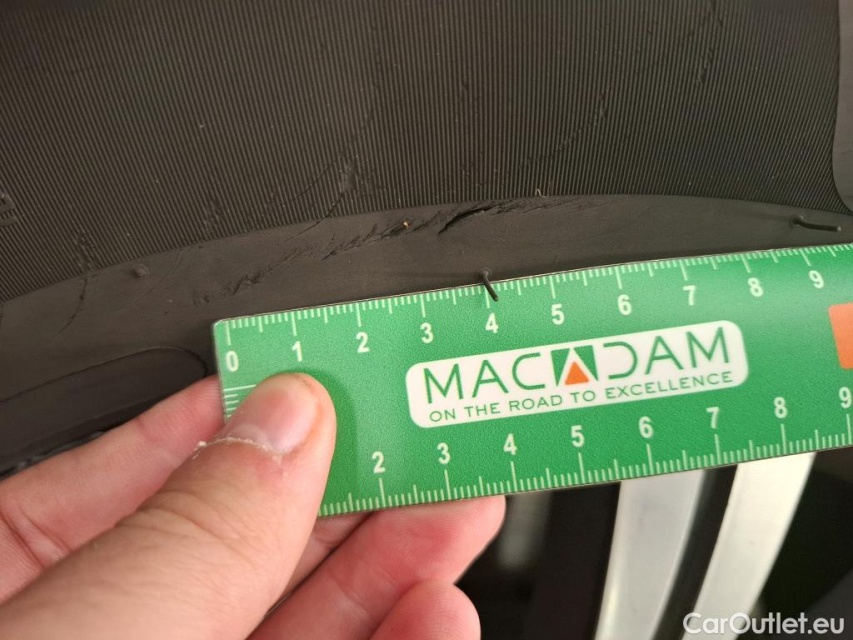 0 1 2 3 4 5 6 7 8 9
MACADAM
ON THE ROAD TO EXCELLENCE
2 3 4 5 6 7 8 9
CarOutlet.eu